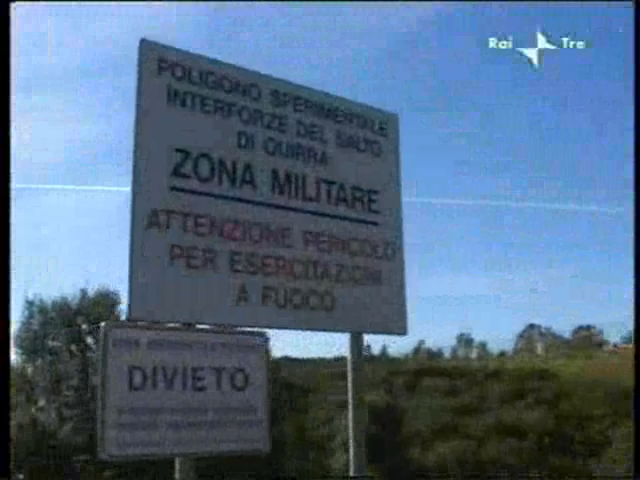 Rai Tre
POLIGONO SPERIMENTALE
INTERFORZE DEL SALTO
DI QUIRRA
ZONA MILITARE
ATTENZIONE PERICOLO
PER ESERCITAZIONI
A FUOCO
DIVIETO